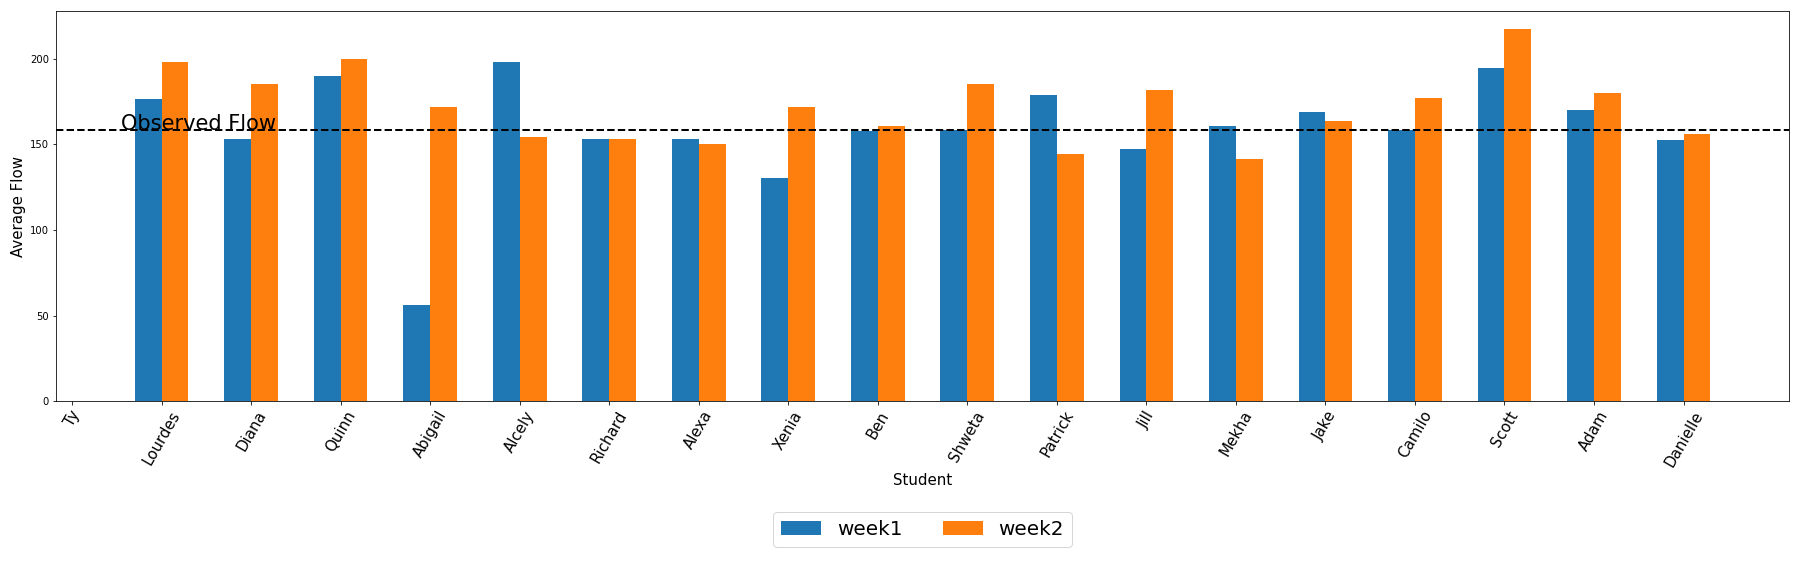 200
150
100
50
0
Average Flow
Observed Flow
Ty
Lourdes
Diana
Quinn
Abigail
Alcely
Richard
Alexa
Xenia
Ben
Shweta
Patrick
Jill
Mekha
Jake
Camilo
Scott
Adam
Danielle
Student
week1
week2